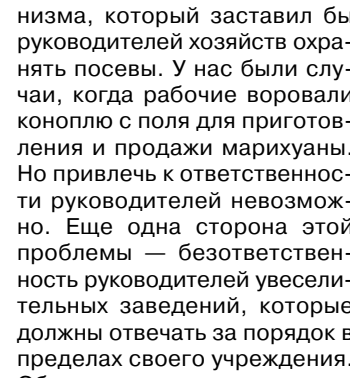 низма, который заставил бы
руководителей хозяйств охра-
нять посевы. У нас были слу-
чаи, когда рабочие воровали
коноплю с поля для приготов-
ления и продажи марихуаны.
Но привлечь к ответственнос-
ти руководителей невозмож-
но. Еще одна сторона этой
проблемы — безответствен-
ность руководителей увесели-
тельных заведений, которые
должны отвечать за порядок в
пределах своего учреждения.